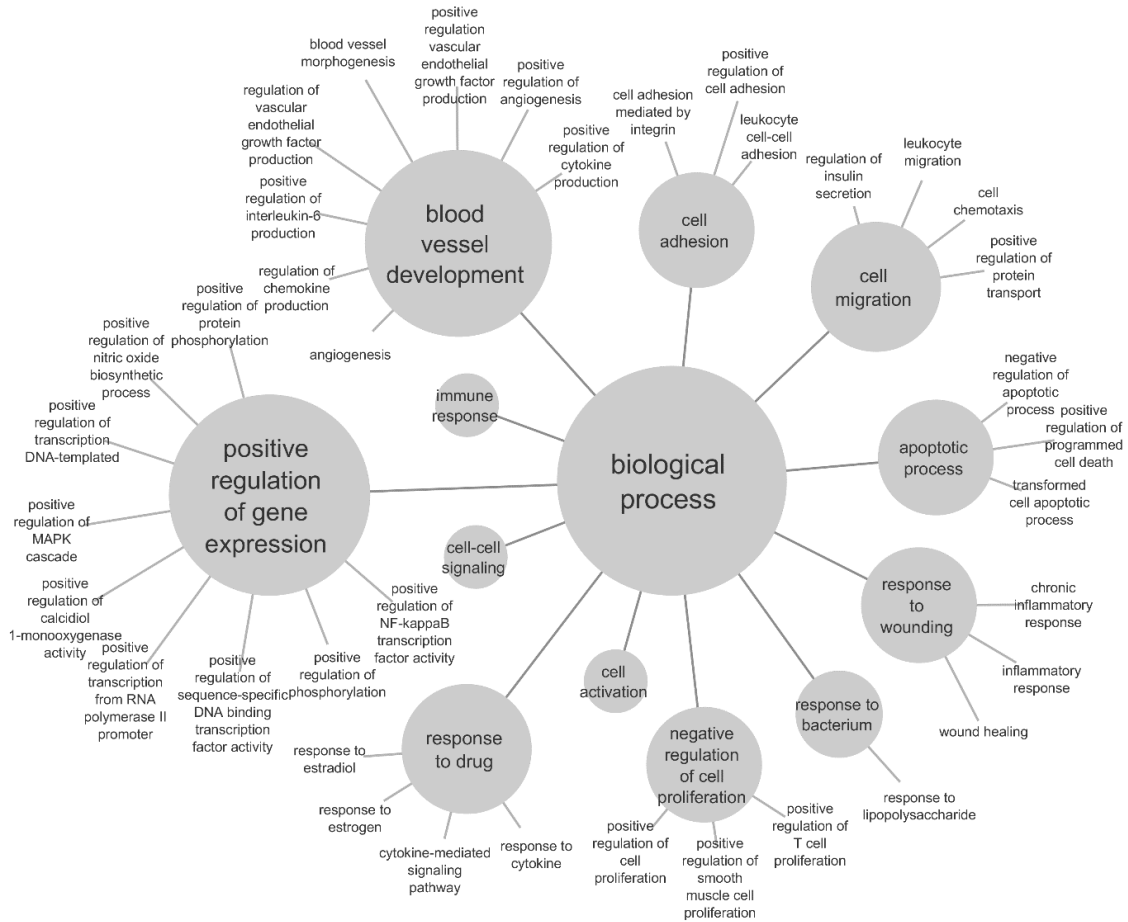 positive
regulation
vascular
endothelial
growth factor
production
blood vessel
morphogenesis
positive
regulation of
angiogenesis
regulation of
vascular
endothelial
growth factor
production
positive
regulation of
cytokine
production
positive
regulation of
interleukin-6
production
blood
vessel
development
regulation of
chemokine
production
angiogenesis
positive
regulation of
cell adhesion
cell adhesion
mediated by
integrin
leukocyte
cell-cell
adhesion
cell
adhesion
leukocyte
migration
regulation of
insulin
secretion
cell
chemotaxis
positive
regulation of
protein
transport
cell
migration
positive
regulation of
protein
phosphorylation
positive
regulation of
nitric oxide
biosynthetic
process
positive
regulation of
transcription
DNA-templated
positive
regulation
of gene
expression
positive
regulation of
MAPK
cascade
positive
regulation of
calcidiol
1-monooxygenase
activity
positive
regulation of
transcription
from RNA
polymerase II
promoter
positive
regulation of
sequence-specific
DNA binding
transcription
factor activity
positive
regulation of
phosphorylation
positive
regulation of
NF-kappaB
transcription
factor activity
immune
response
biological
process
cell-cell
signaling
negative
regulation of
apoptotic
process
positive
regulation of
programmed
cell death
apoptotic
process
transformed
cell apoptotic
process
response
to
wounding
chronic
inflammatory
response
inflammatory
response
wound healing
response to
bacterium
response to
lipopolysaccharide
cell
activation
negative
regulation
of cell
proliferation
positive
regulation of
cell
proliferation
positive
regulation of
smooth
muscle cell
proliferation
positive
regulation of
T cell
proliferation
response
to drug
response to
estradiol
response to
estrogen
cytokine-mediated
signaling
pathway
response to
cytokine